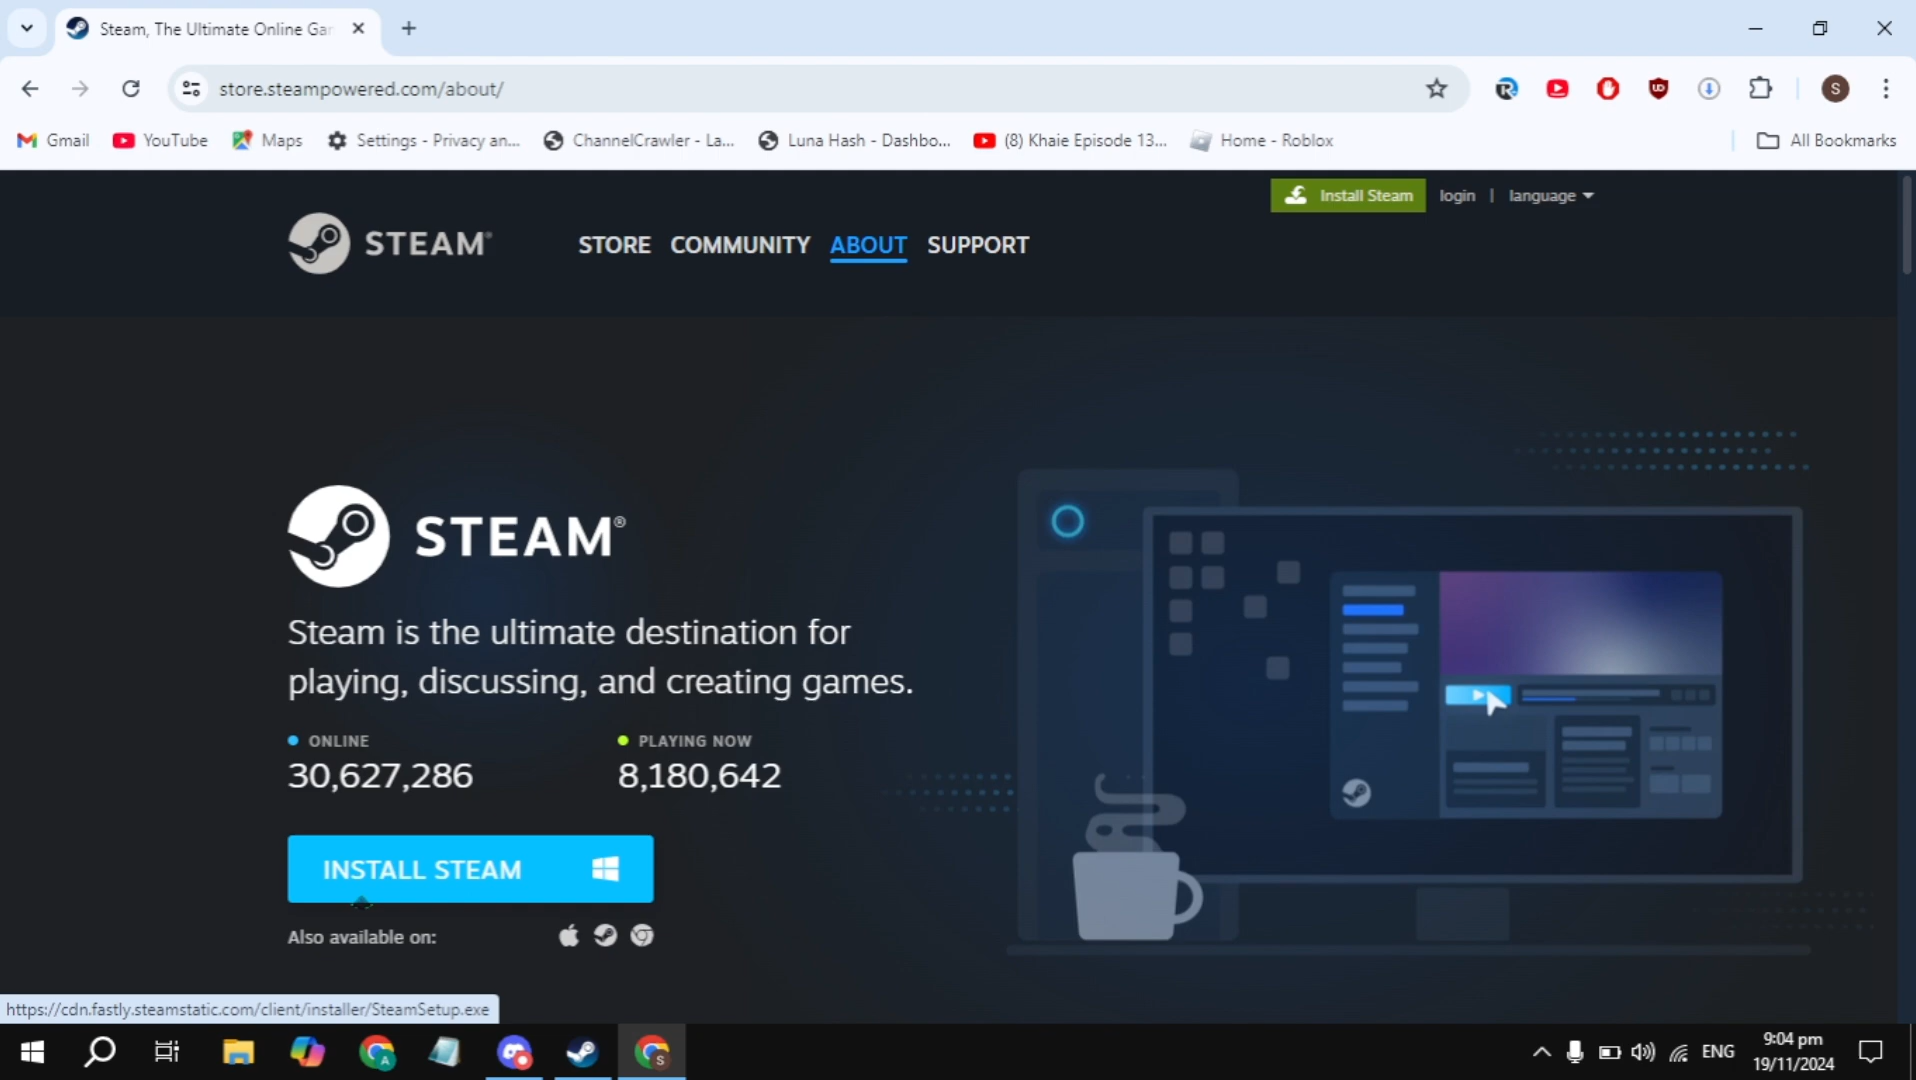 Steam, The Ultimate Online Gar
store.steampowered.com/about/
Gmail
YouTube
Maps
Settings - Privacy an...
ChannelCrawler - La...
Luna Hash - Dashbo...
(8) Khaie Episode 13...
Home - Roblox
All Bookmarks
Install Steam
login | language
STEAM®
STORE COMMUNITY ABOUT SUPPORT
STEAM®
Steam is the ultimate destination for
playing, discussing, and creating games.
ONLINE
30,627,286
PLAYING NOW
8,180,642
INSTALL STEAM
Also available on:
https://cdn.fastly.steamstatic.com/client/installer/SteamSetup.exe
ENG
9:04 pm
19/11/2024